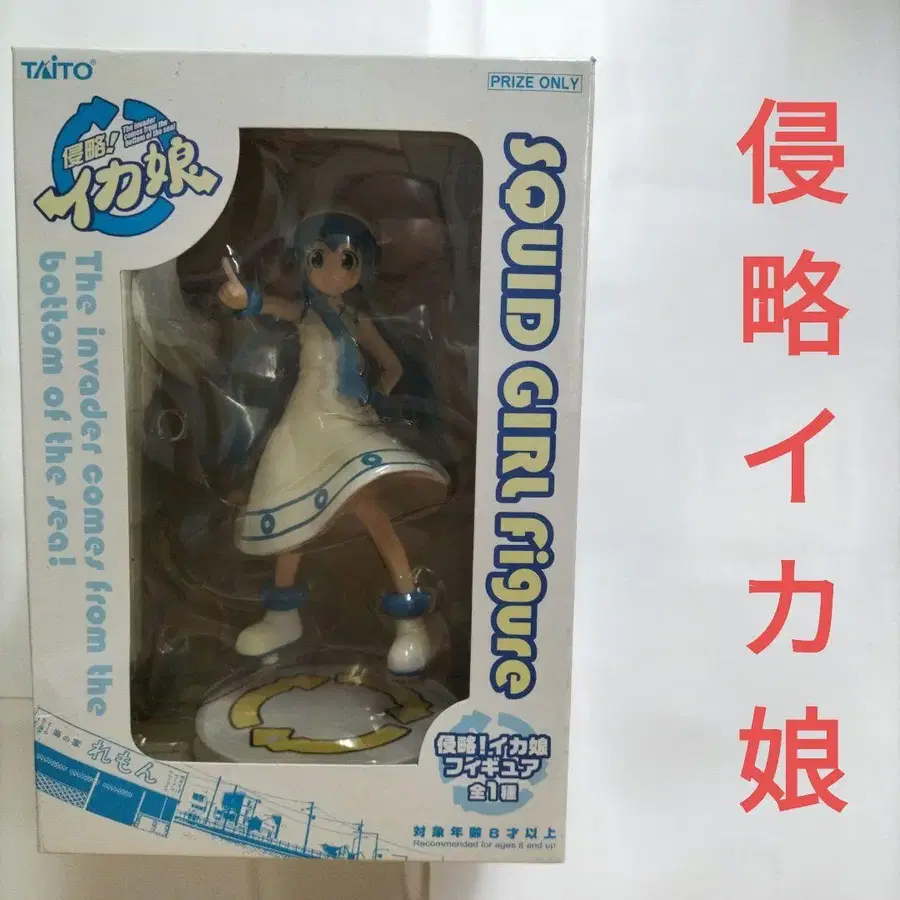 TAITO
PRIZE ONLY
The invader
comes from the
bottom of the sea!
侵略!
イカ娘
The invader comes from the
bottom of the sea!
SQUID GIRL Figure
海の家
れもん
侵略!イカ娘
フィギュア
全1種
対象年齢8才以上
Recommended for ages 8 and up
侵略イカ娘